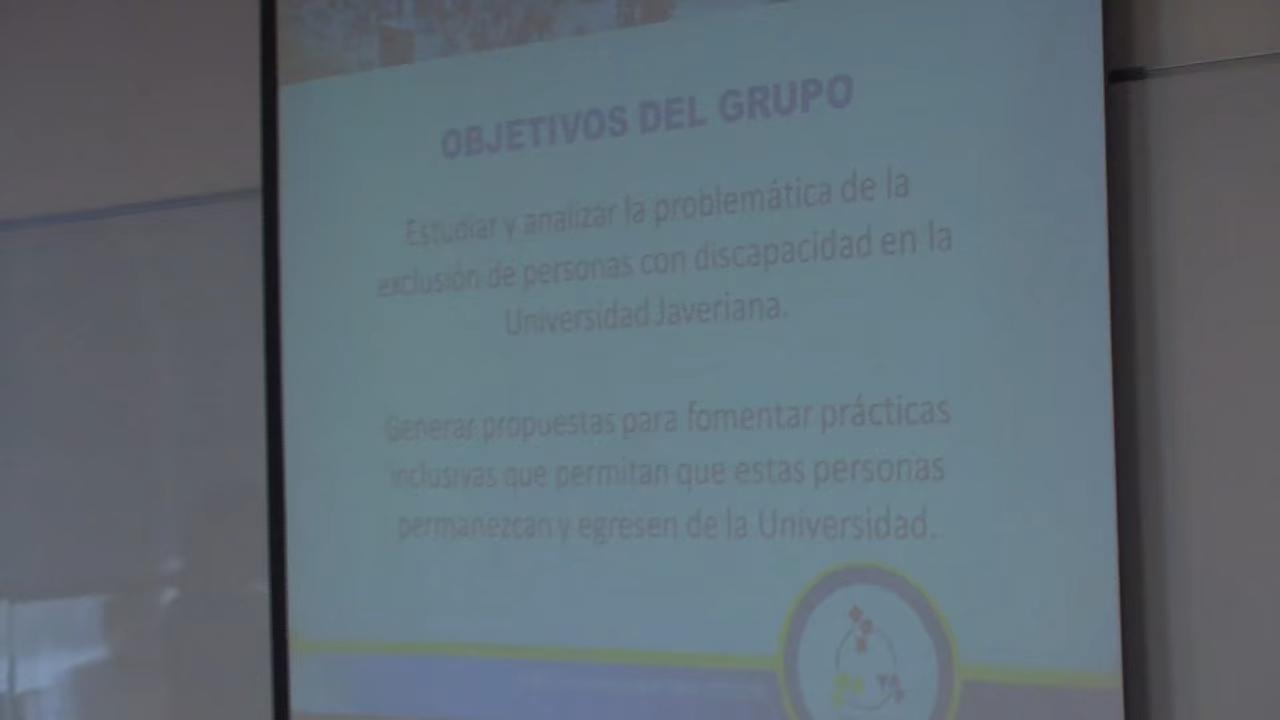 OBJETIVOS DEL GRUPO
Estudiar y analizar la problemática de la
exclusión de personas con discapacidad en la
Universidad Javeriana.
Generar propuestas para fomentar prácticas
inclusivas que permitan que estas personas
permanezcan y egresen de la Universidad.